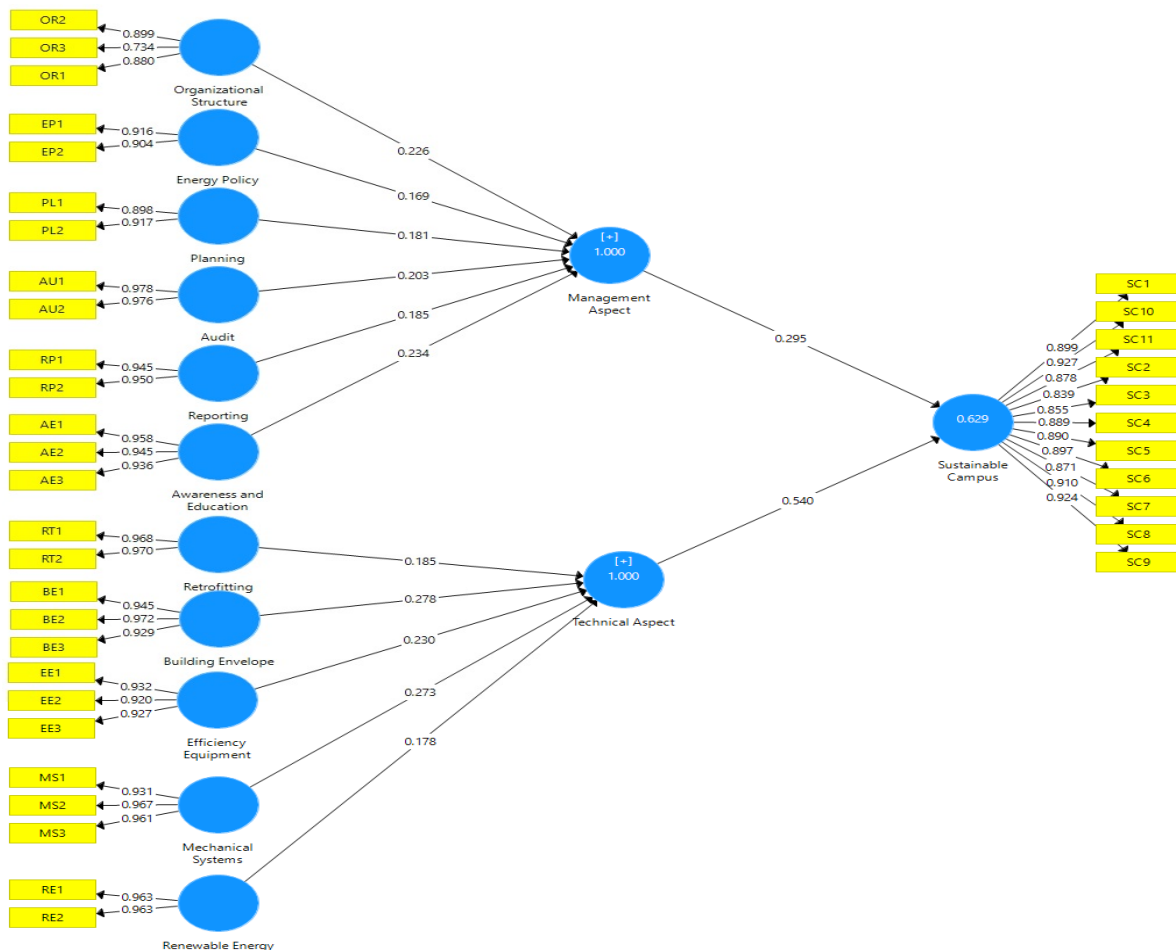 OR2
OR3
OR1
0.899
0.734
0.880
Organizational
Structure
0.226
EP1
EP2
0.916
0.904
Energy Policy
0.169
PL1
PL2
0.898
0.917
Planning
0.181
AU1
AU2
0.978
0.976
Audit
0.203
RP1
RP2
0.945
0.950
Reporting
0.185
AE1
AE2
AE3
0.958
0.945
0.936
Awareness and
Education
0.234
[+]
1.000
Management
Aspect
0.295
RT1
RT2
0.968
0.970
Retrofitting
0.185
BE1
BE2
BE3
0.945
0.972
0.929
Building Envelope
0.278
EE1
EE2
EE3
0.932
0.920
0.927
Efficiency
Equipment
0.230
MS1
MS2
MS3
0.931
0.967
0.961
Mechanical
Systems
0.273
RE1
RE2
0.963
0.963
Renewable Energy
0.178
[+]
1.000
Technical Aspect
0.540
0.629
Sustainable
Campus
0.899
0.927
0.878
0.839
0.855
0.889
0.890
0.897
0.871
0.910
0.924
SC1
SC10
SC11
SC2
SC3
SC4
SC5
SC6
SC7
SC8
SC9